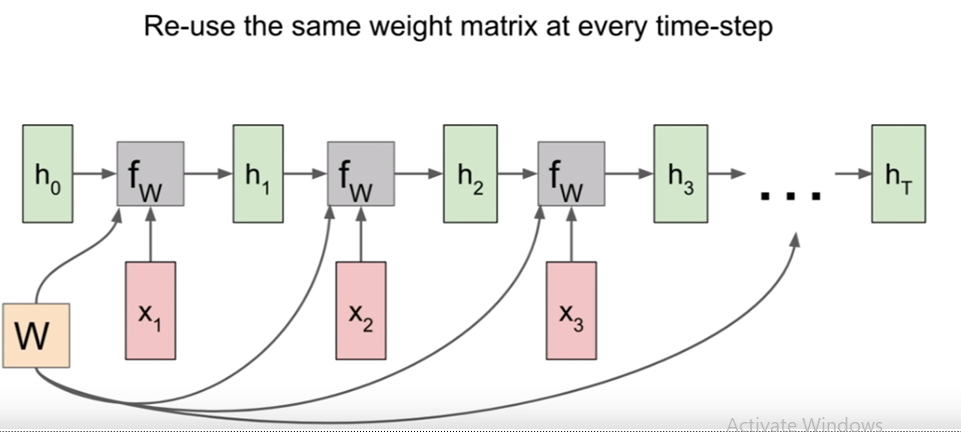 Re-use the same weight matrix at every time-step
h0 fW h1 fW h2 fW h3 ... hT
W x1 x2 x3
Activate Windows